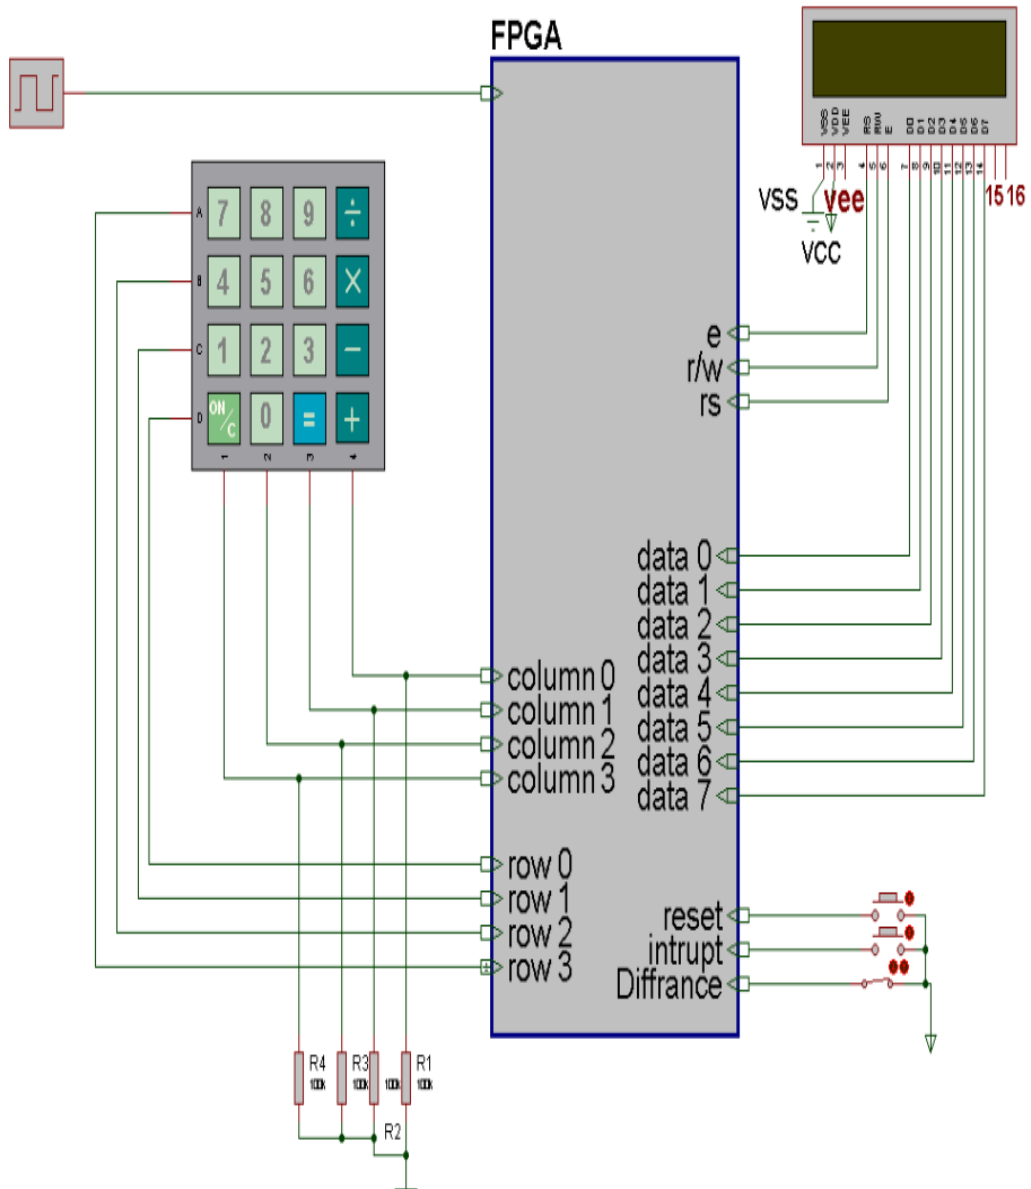 FPGA
VSS VDD VEE RS RW E D0 D1 D2 D3 D4 D5 D6 D7
1 2 3 4 5 6 7 8 9 10 11 12 13 14
VSS vee 15 16
VCC
A 7 8 9 ÷
B 4 5 6 ×
C 1 2 3 −
D ON/C 0 = +
1 2 3 4
e
r/w
rs
data 0
data 1
data 2
data 3
data 4
data 5
data 6
data 7
column 0
column 1
column 2
column 3
row 0
row 1
row 2
row 3
reset
intrupt
Diffrance
R4 R3 R1
100k 100k 100k 100k
R2